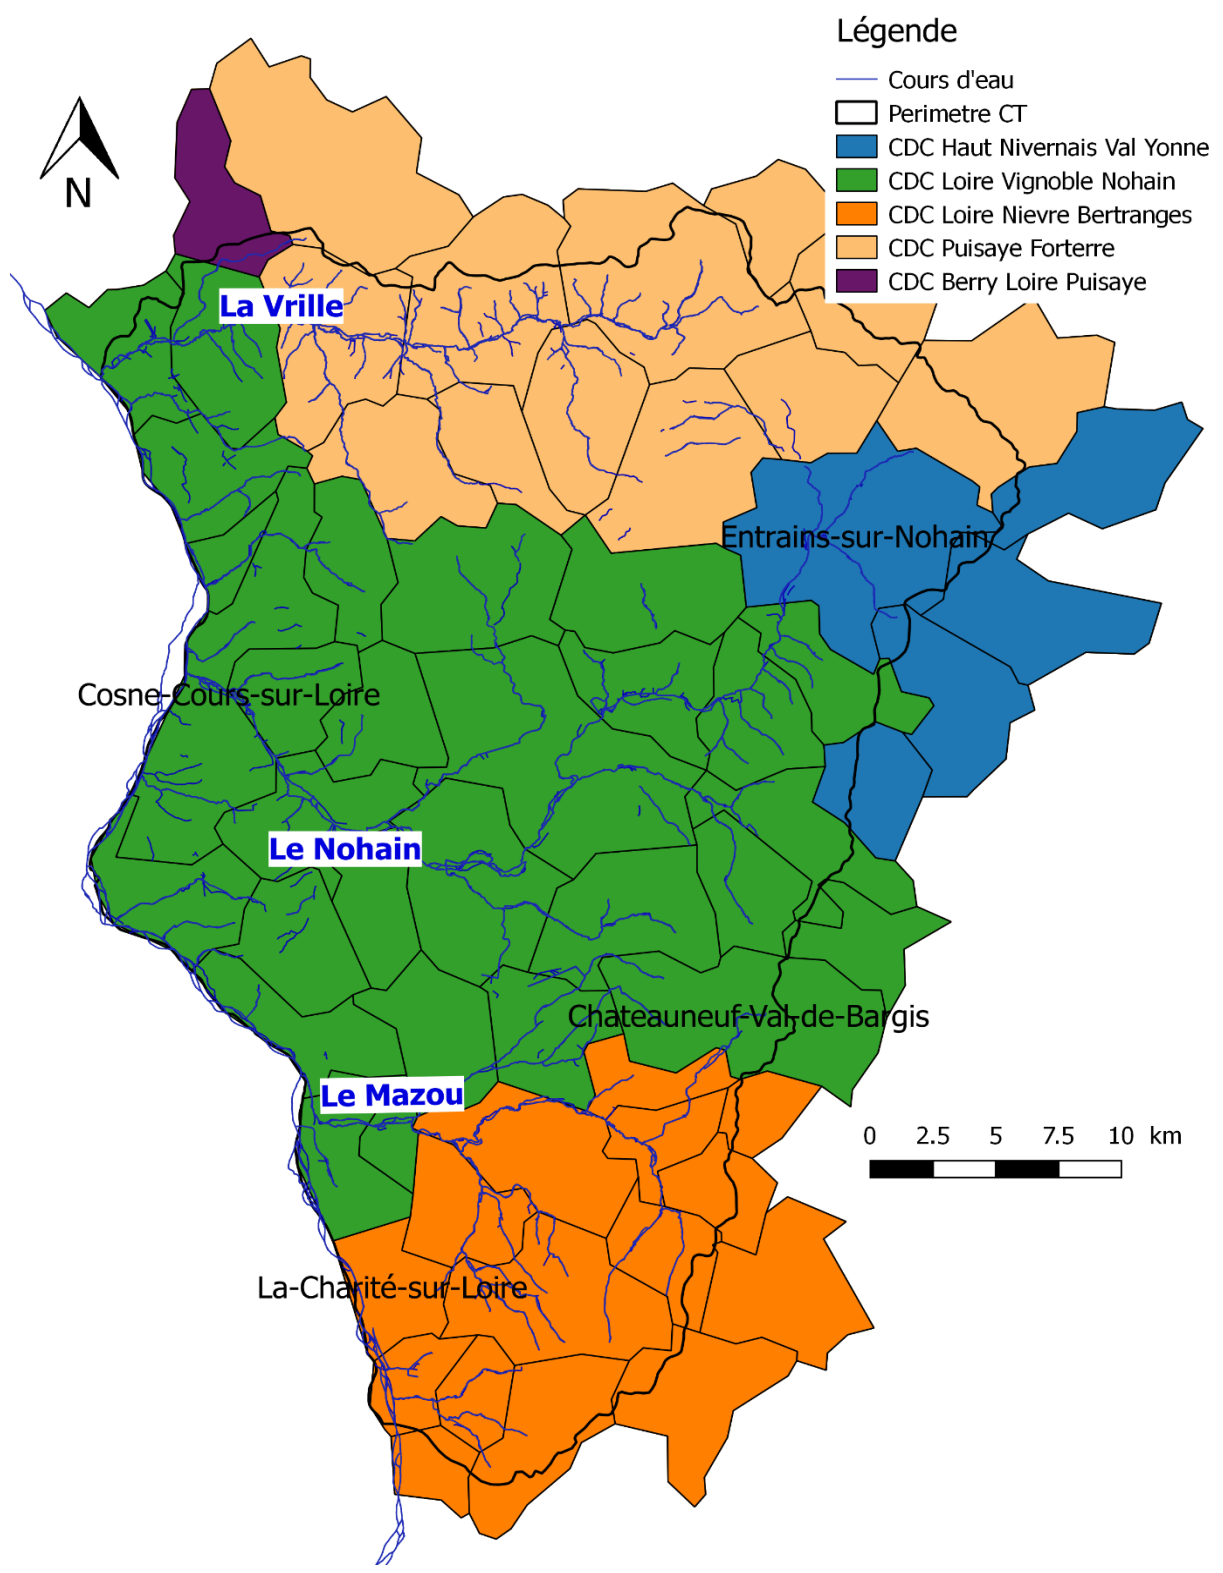 Légende
Cours d'eau
Perimetre CT
CDC Haut Nivernais Val Yonne
CDC Loire Vignoble Nohain
CDC Loire Nievre Bertranges
CDC Puisaye Forterre
CDC Berry Loire Puisaye
N
La Vrille
Entrains-sur-Nohain
Cosne-Cours-sur-Loire
Le Nohain
Chateauneuf-Val-de-Bargis
Le Mazou
0 2.5 5 7.5 10 km
La-Charité-sur-Loire